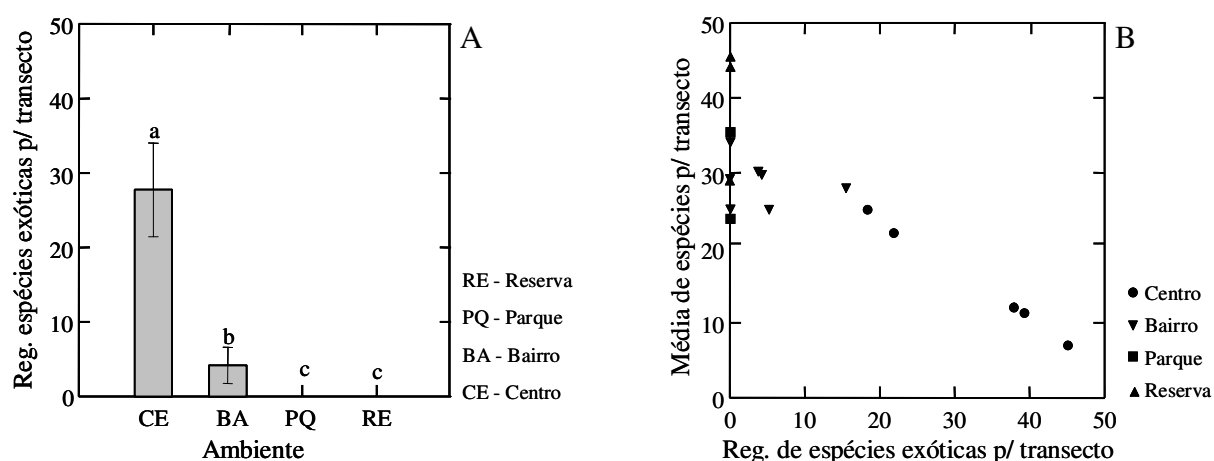 A
Reg. espécies exóticas p/ transecto
50
40
30
20
10
0
a
b
c
c
CE
BA
PQ
RE
Ambiente
RE - Reserva
PQ - Parque
BA - Bairro
CE - Centro
B
Média de espécies p/ transecto
50
40
30
20
10
0
0
10
20
30
40
50
Reg. de espécies exóticas p/ transecto
Centro
Bairro
Parque
Reserva